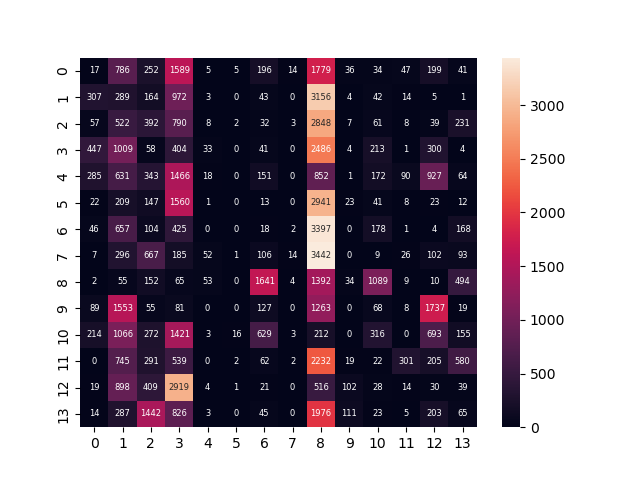 0 17 786 252 1589 5 5 196 14 1779 36 34 47 199 41
1 307 289 164 972 3 0 43 0 3156 4 42 14 5 1
2 57 522 392 790 8 2 32 3 2848 7 61 8 39 231
3 447 1009 58 404 33 0 41 0 2486 4 213 1 300 4
4 285 631 343 1466 18 0 151 0 852 1 172 90 927 64
5 22 209 147 1560 1 0 13 0 2941 23 41 8 23 12
6 46 657 104 425 0 0 18 2 3397 0 178 1 4 168
7 7 296 667 185 52 1 106 14 3442 0 9 26 102 93
8 2 55 152 65 53 0 1641 4 1392 34 1089 9 10 494
9 89 1553 55 81 0 0 127 0 1263 0 68 8 1737 19
10 214 1066 272 1421 3 16 629 3 212 0 316 0 693 155
11 0 745 291 539 0 2 62 2 2232 19 22 301 205 580
12 19 898 409 2919 4 1 21 0 516 102 28 14 30 39
13 14 287 1442 826 3 0 45 0 1976 111 23 5 203 65
0 1 2 3 4 5 6 7 8 9 10 11 12 13
3000
2500
2000
1500
1000
500
0